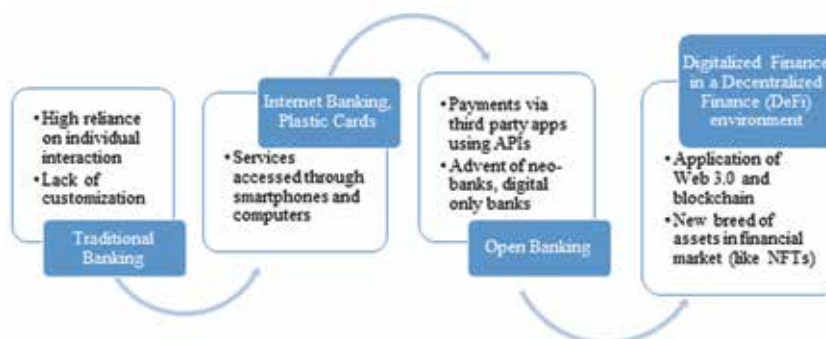 •High reliance
on individual
interaction
•Lack of
customization
Traditional
Banking
Internet Banking,
Plastic Cards
•Services
accessed through
smartphones and
computers
•Payments via
third party apps
using APIs
•Advent of neo-
banks, digital
only banks
Open Banking
Digitalized Finance
in a Decentralized
Finance (DeFi)
environment
•Application of
Web 3.0 and
blockchain
•New breed of
assets in financial
market (like NFTs)